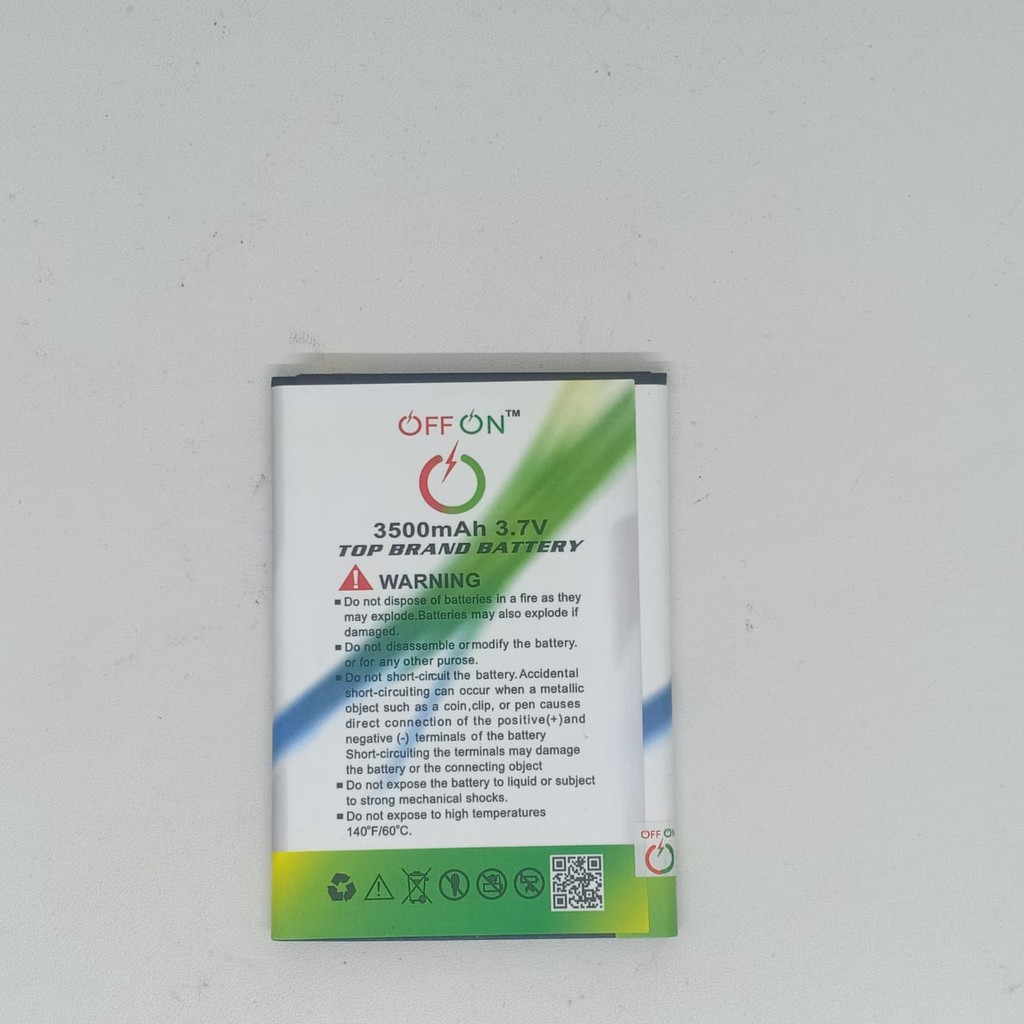 OFF ON™
3500mAh 3.7V
TOP BRAND BATTERY
WARNING
▪ Do not dispose of batteries in a fire as they
may explode.Batteries may also explode if
damaged.
▪ Do not disassemble or modify the battery.
or for any other purose.
▪ Do not short-circuit the battery. Accidental
short-circuiting can occur when a metallic
object such as a coin,clip, or pen causes
direct connection of the positive(+)and
negative (-) terminals of the battery
Short-circuiting the terminals may damage
the battery or the connecting object
▪ Do not expose the battery to liquid or subject
to strong mechanical shocks.
▪ Do not expose to high temperatures
140°F/60°C.
OFF ON